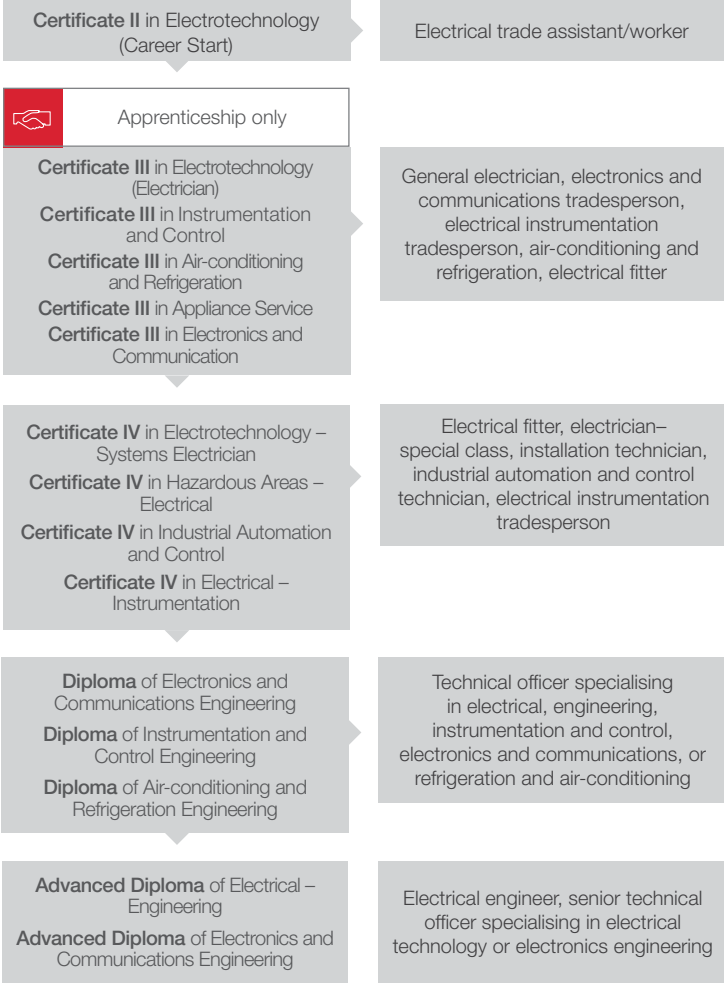 Certificate II in Electrotechnology
(Career Start)
Electrical trade assistant/worker
Apprenticeship only
Certificate III in Electrotechnology
(Electrician)
Certificate III in Instrumentation
and Control
Certificate III in Air-conditioning
and Refrigeration
Certificate III in Appliance Service
Certificate III in Electronics and
Communication
General electrician, electronics and
communications tradesperson,
electrical instrumentation
tradesperson, air-conditioning and
refrigeration, electrical fitter
Certificate IV in Electrotechnology –
Systems Electrician
Certificate IV in Hazardous Areas –
Electrical
Certificate IV in Industrial Automation
and Control
Certificate IV in Electrical –
Instrumentation
Electrical fitter, electrician–
special class, installation technician,
industrial automation and control
technician, electrical instrumentation
tradesperson
Diploma of Electronics and
Communications Engineering
Diploma of Instrumentation and
Control Engineering
Diploma of Air-conditioning and
Refrigeration Engineering
Technical officer specialising
in electrical, engineering,
instrumentation and control,
electronics and communications, or
refrigeration and air-conditioning
Advanced Diploma of Electrical –
Engineering
Advanced Diploma of Electronics and
Communications Engineering
Electrical engineer, senior technical
officer specialising in electrical
technology or electronics engineering